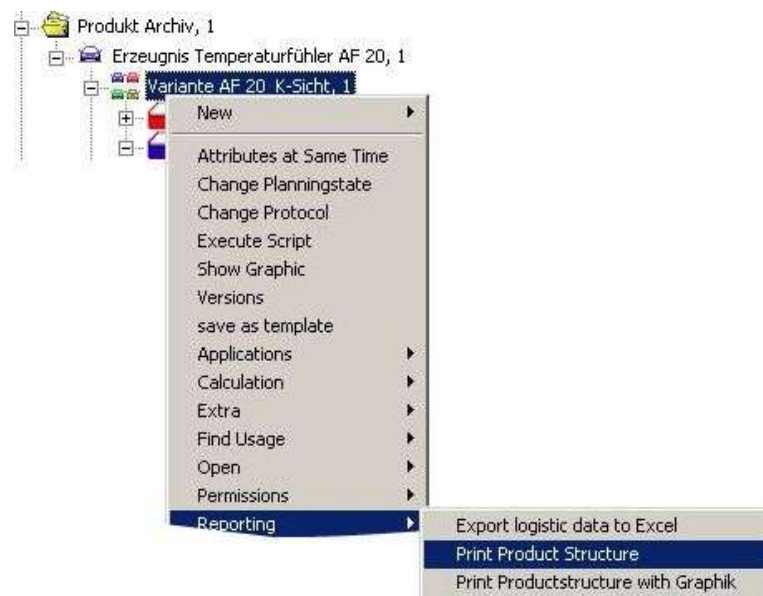 Produkt Archiv, 1
Erzeugnis Temperaturfühler AF 20, 1
Variante AF 20 K-Sicht, 1
New
Attributes at Same Time
Change Planningstate
Change Protocol
Execute Script
Show Graphic
Versions
save as template
Applications
Calculation
Extra
Find Usage
Open
Permissions
Reporting
Export logistic data to Excel
Print Product Structure
Print Productstructure with Graphik